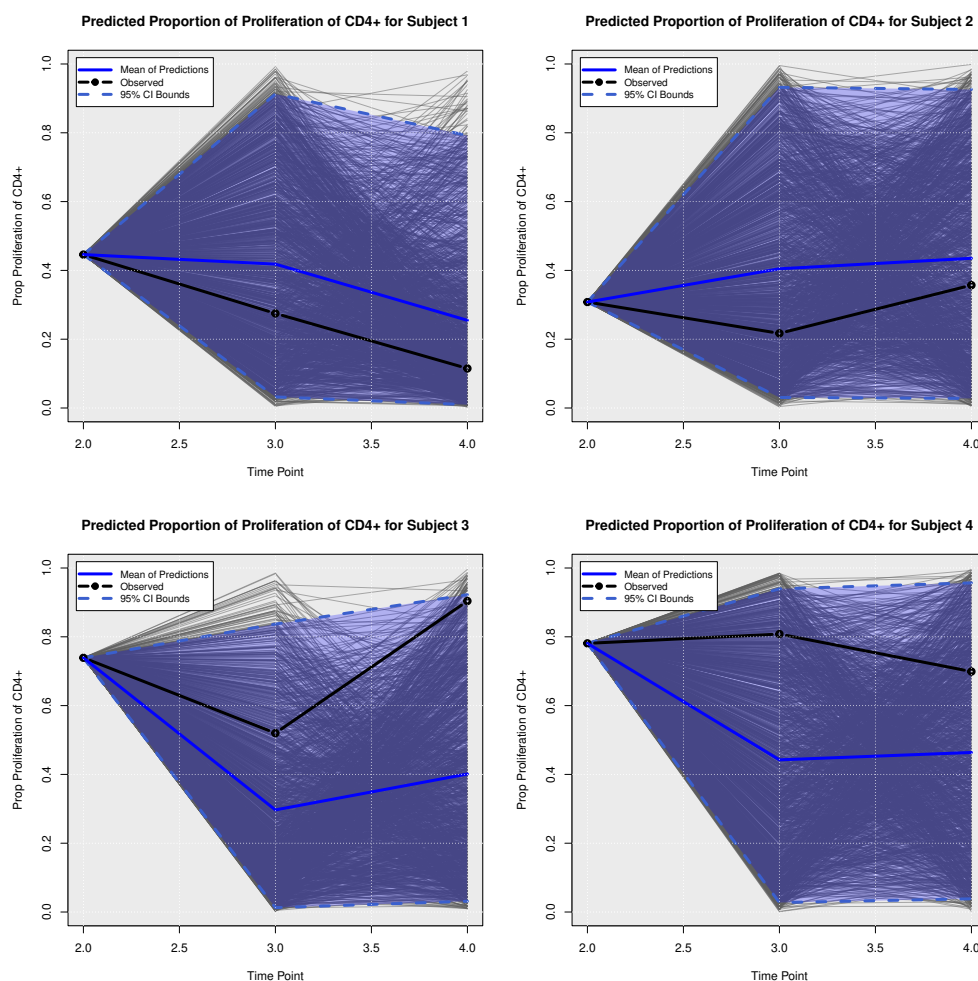 Predicted Proportion of Proliferation of CD4+ for Subject 1
Prop Proliferation of CD4+
1.0
0.8
0.6
0.4
0.2
0.0
Mean of Predictions
Observed
95% CI Bounds
2.0 2.5 3.0 3.5 4.0
Time Point
Predicted Proportion of Proliferation of CD4+ for Subject 2
Prop Proliferation of CD4+
1.0
0.8
0.6
0.4
0.2
0.0
Mean of Predictions
Observed
95% CI Bounds
2.0 2.5 3.0 3.5 4.0
Time Point
Predicted Proportion of Proliferation of CD4+ for Subject 3
Prop Proliferation of CD4+
1.0
0.8
0.6
0.4
0.2
0.0
Mean of Predictions
Observed
95% CI Bounds
2.0 2.5 3.0 3.5 4.0
Time Point
Predicted Proportion of Proliferation of CD4+ for Subject 4
Prop Proliferation of CD4+
1.0
0.8
0.6
0.4
0.2
0.0
Mean of Predictions
Observed
95% CI Bounds
2.0 2.5 3.0 3.5 4.0
Time Point